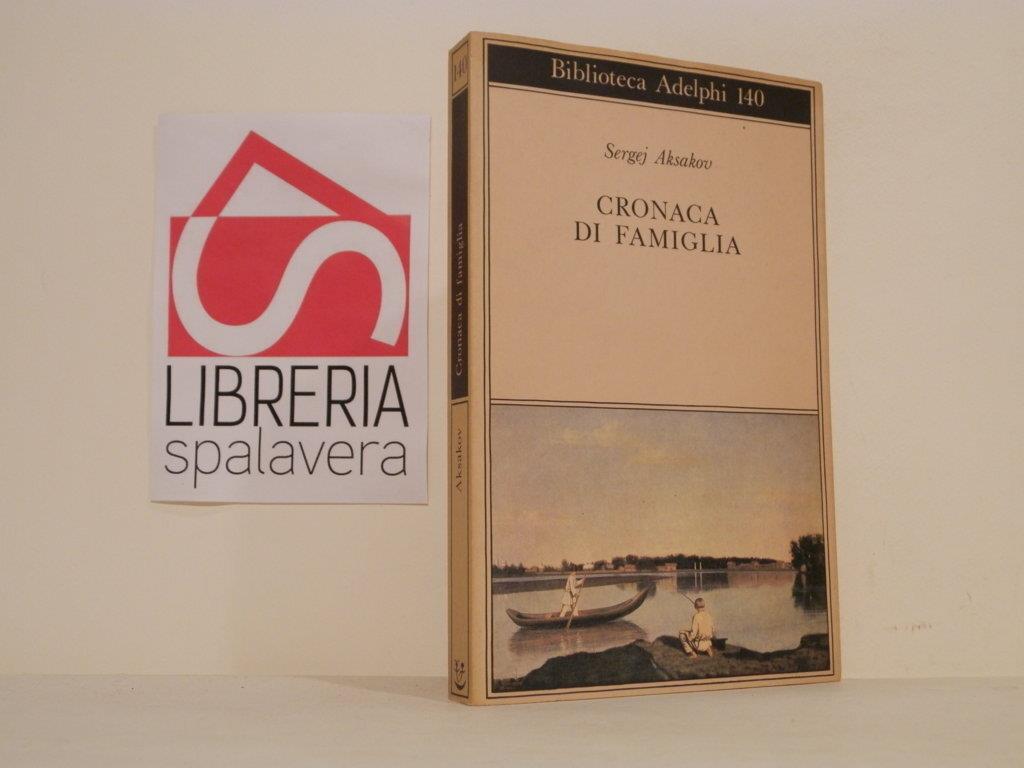 LIBRERIA
spalavera
140
Cronaca di famiglia
Aksakov
Biblioteca Adelphi 140
Sergej Aksakov
CRONACA
DI FAMIGLIA